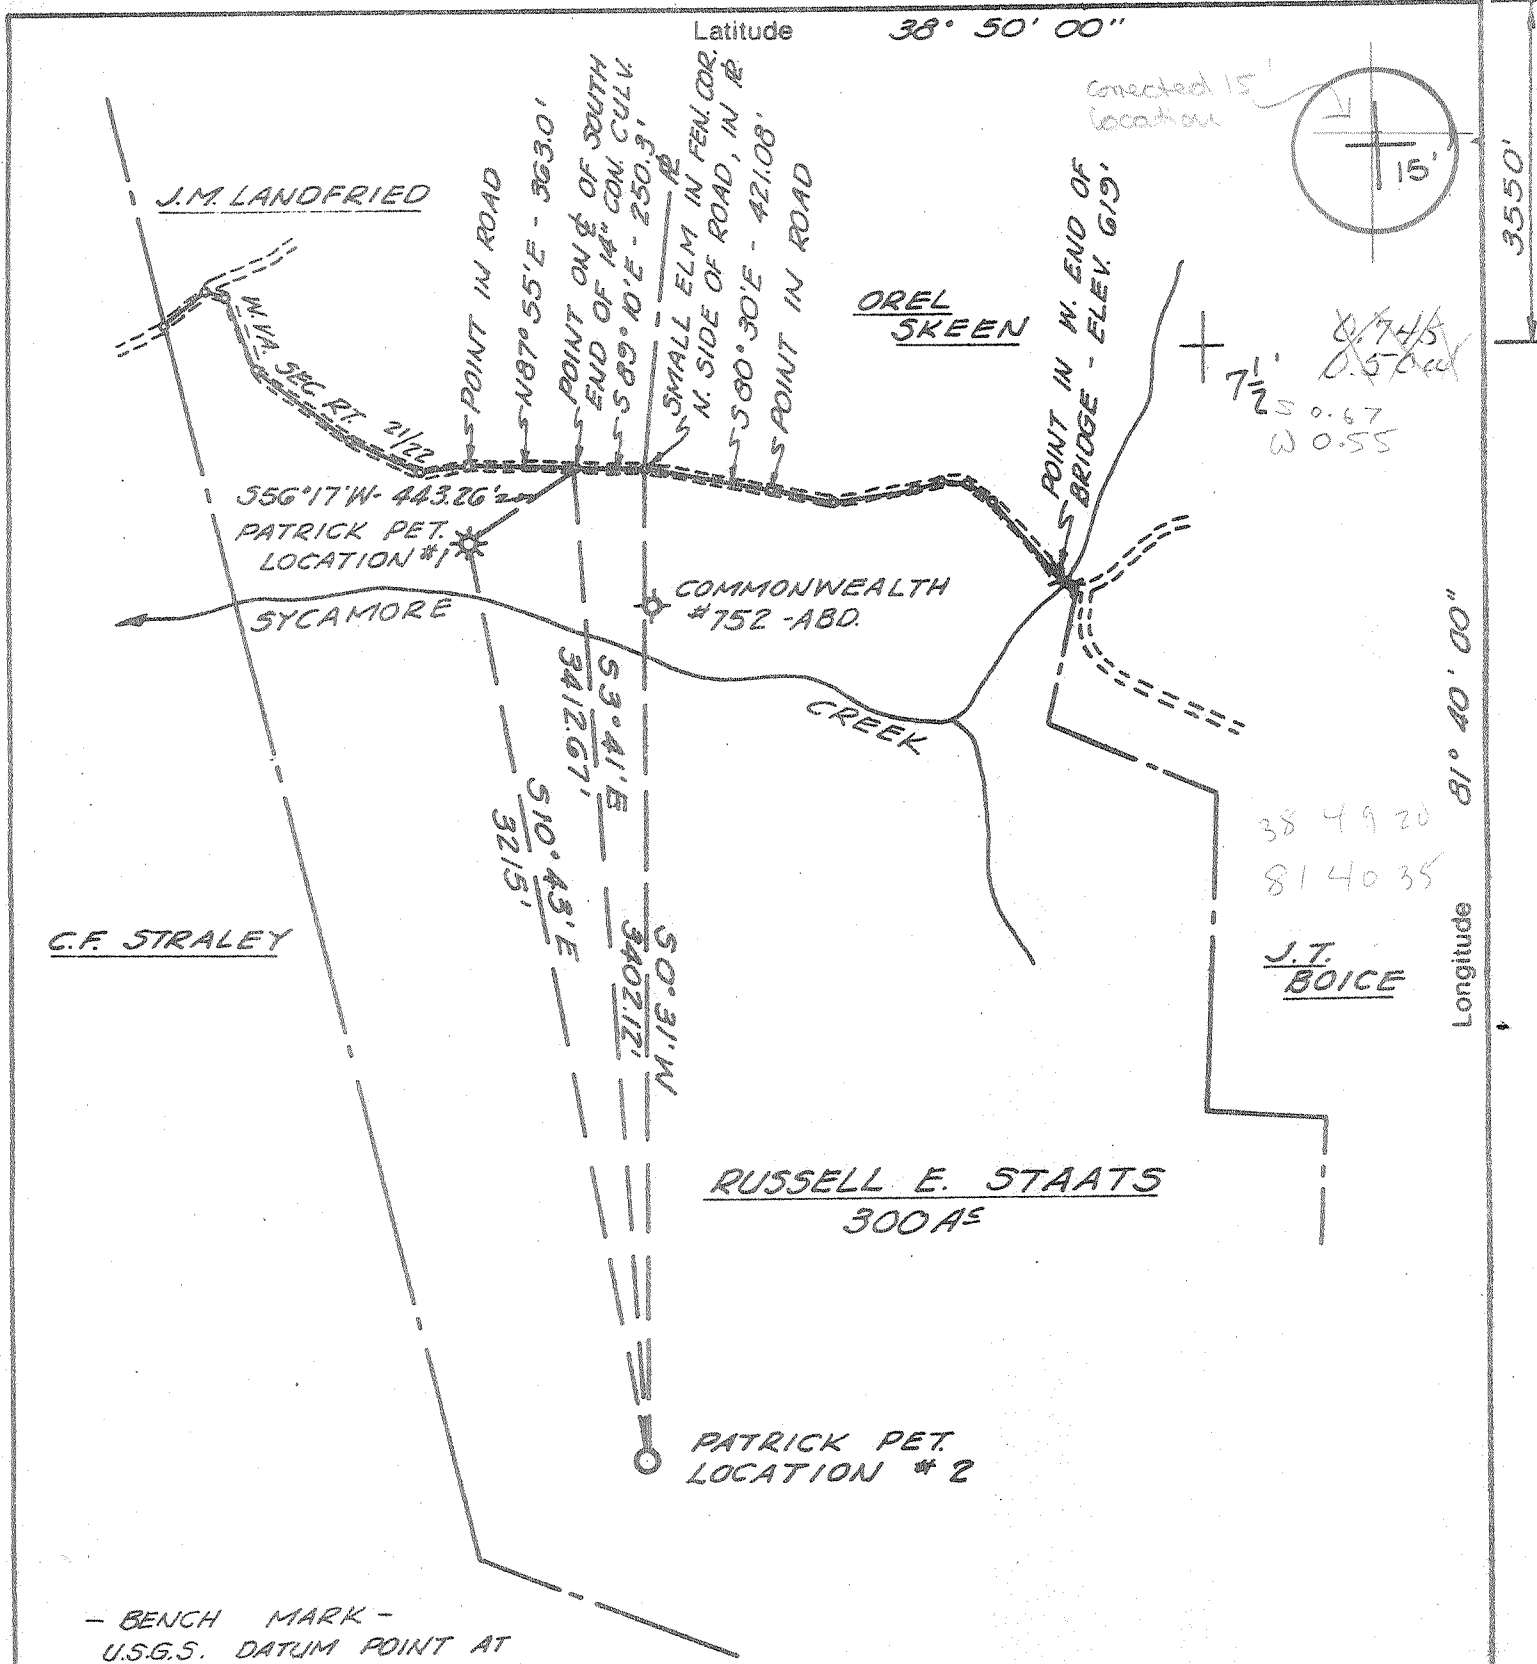 Latitude 38° 50' 00"
corrected 15'
location
15'
3550'
J.M. LANDFRIED
POINT IN ROAD
N87°55'E - 363.0'
POINT ON ℄ OF SOUTH
END OF 14" CON. CULV.
S89°10'E - 250.3'
℄
SMALL ELM IN FEN. COR.
N. SIDE OF ROAD, IN ℄
S80°30'E - 421.08'
POINT IN ROAD
OREL
SKEEN
POINT IN W. END OF
BRIDGE - ELEV. 619'
7 1/2'
S 0.67
W 0.55
W.VA. SEC. RT. 21/22
S56°17'W - 443.26'
PATRICK PET.
LOCATION #1
SYCAMORE
CREEK
COMMONWEALTH
#752 - ABD.
S3°41'E
3412.67'
S10°43'E
3215'
S0°31'W
3402.12'
81° 40' 00"
Longitude
38 49 20
81 40 35
C.F. STRALEY
J.T.
BOICE
RUSSELL E. STAATS
300 AS
PATRICK PET.
LOCATION # 2
- BENCH MARK -
U.S.G.S. DATUM POINT AT